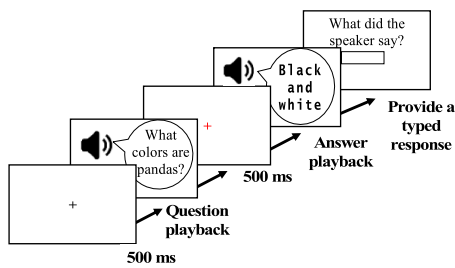 What did the
speaker say?
Black
and
white
Provide a
typed
response
+
Answer
playback
What
colors are
pandas?
500 ms
+
Question
playback
500 ms